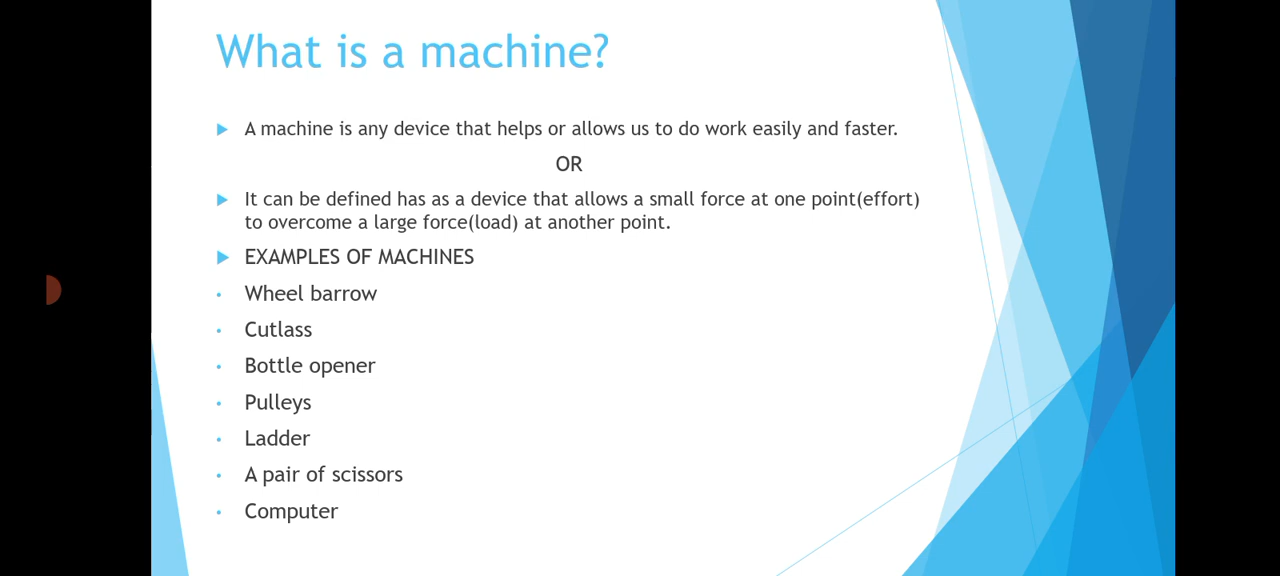 What is a machine?
A machine is any device that helps or allows us to do work easily and faster.
OR
It can be defined has as a device that allows a small force at one point(effort)
to overcome a large force(load) at another point.
EXAMPLES OF MACHINES
Wheel barrow
Cutlass
Bottle opener
Pulleys
Ladder
A pair of scissors
Computer